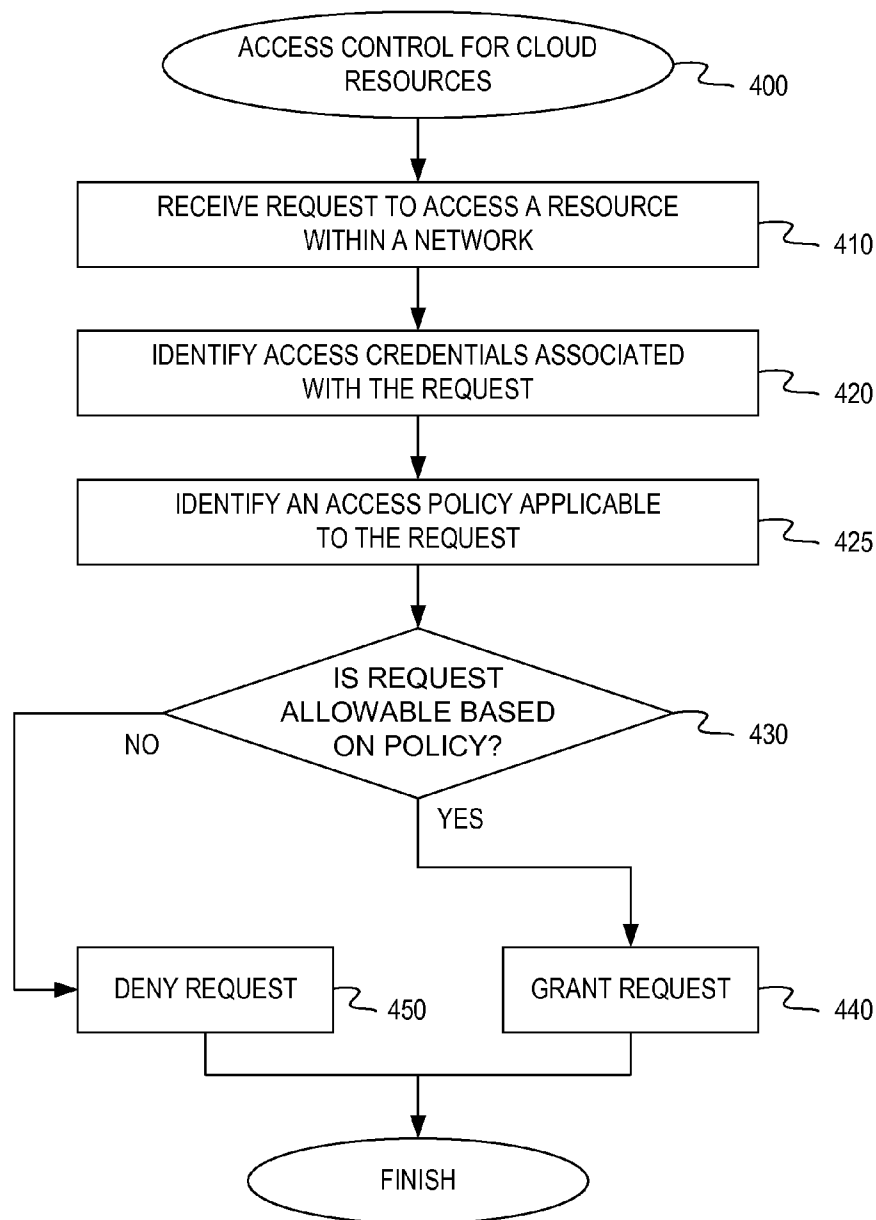 ACCESS CONTROL FOR CLOUD
RESOURCES
400
RECEIVE REQUEST TO ACCESS A RESOURCE
WITHIN A NETWORK
410
IDENTIFY ACCESS CREDENTIALS ASSOCIATED
WITH THE REQUEST
420
IDENTIFY AN ACCESS POLICY APPLICABLE
TO THE REQUEST
425
IS REQUEST
ALLOWABLE BASED
ON POLICY?
430
NO
YES
DENY REQUEST
450
GRANT REQUEST
440
FINISH